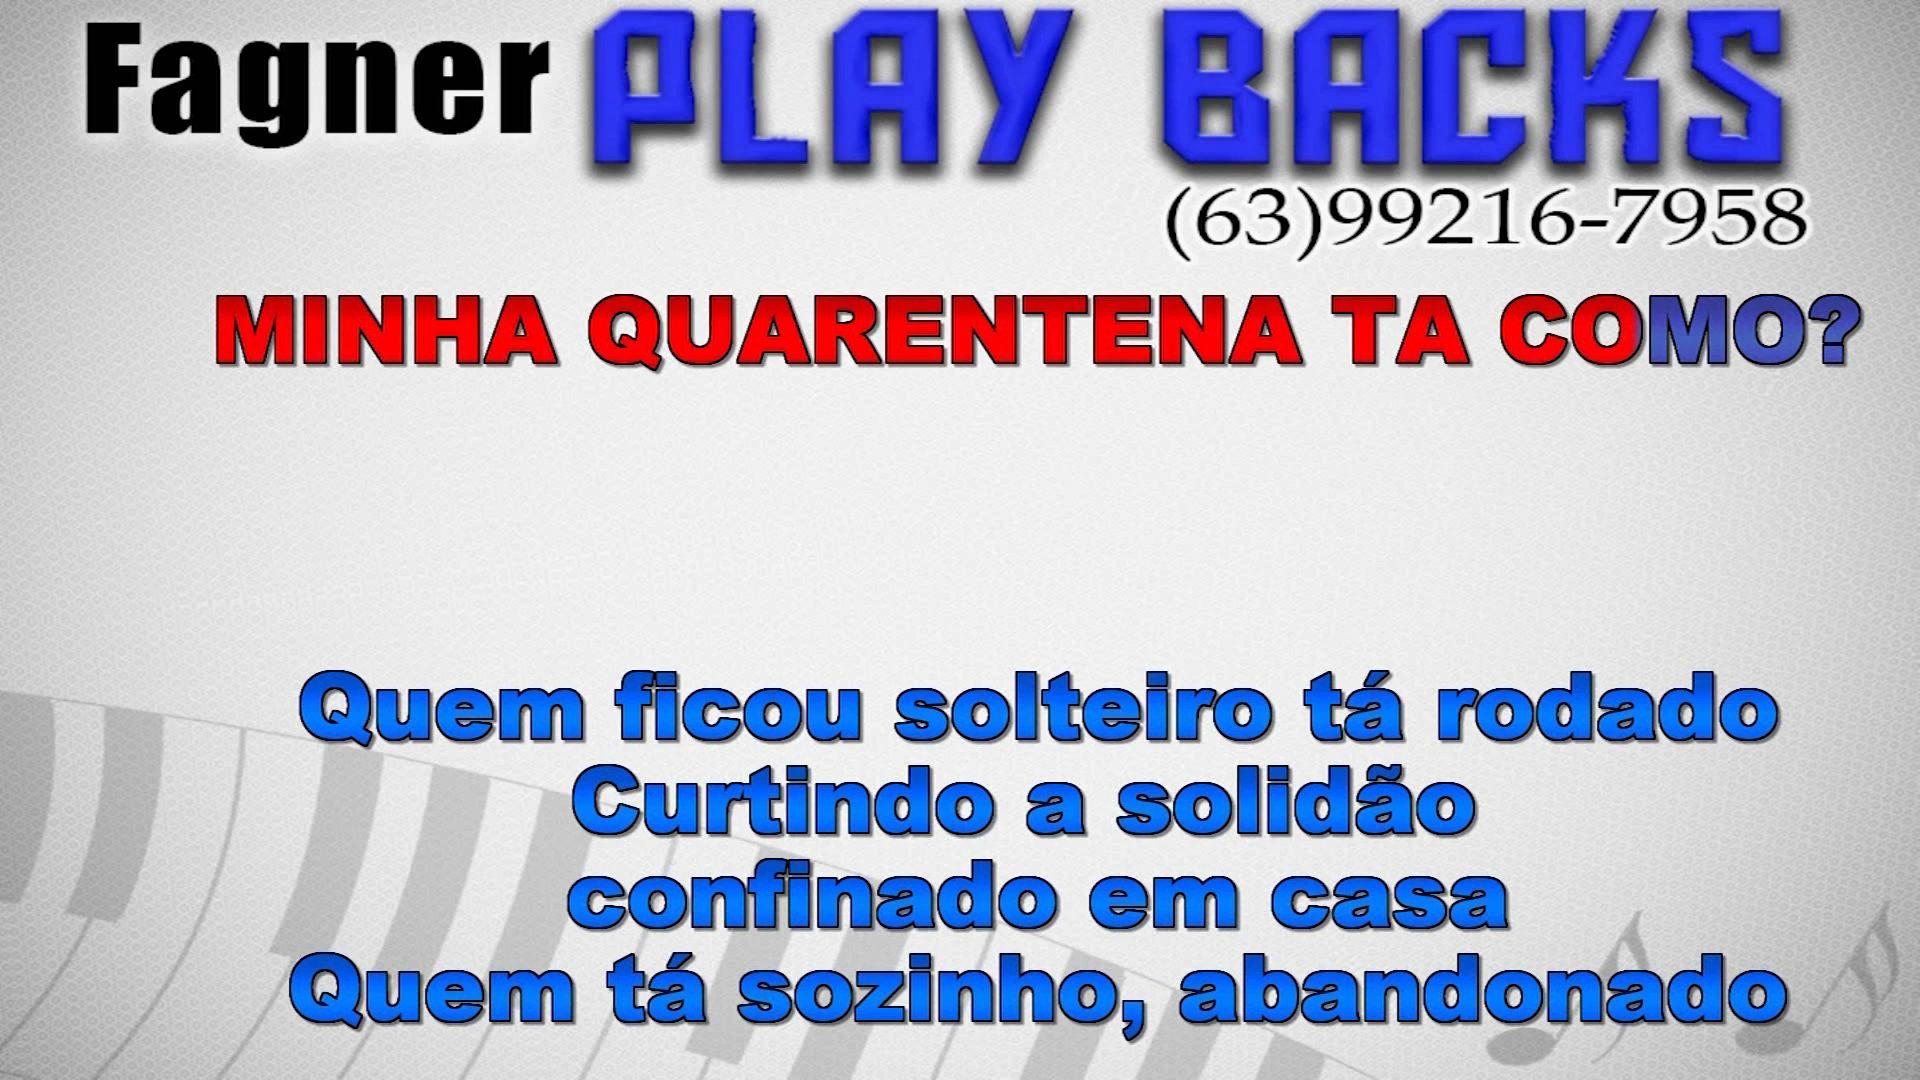 Fagner PLAY BACKS
(63)99216-7958
MINHA QUARENTENA TA COMO?
Quem ficou solteiro tá rodado
Curtindo a solidão
confinado em casa
Quem tá sozinho, abandonado